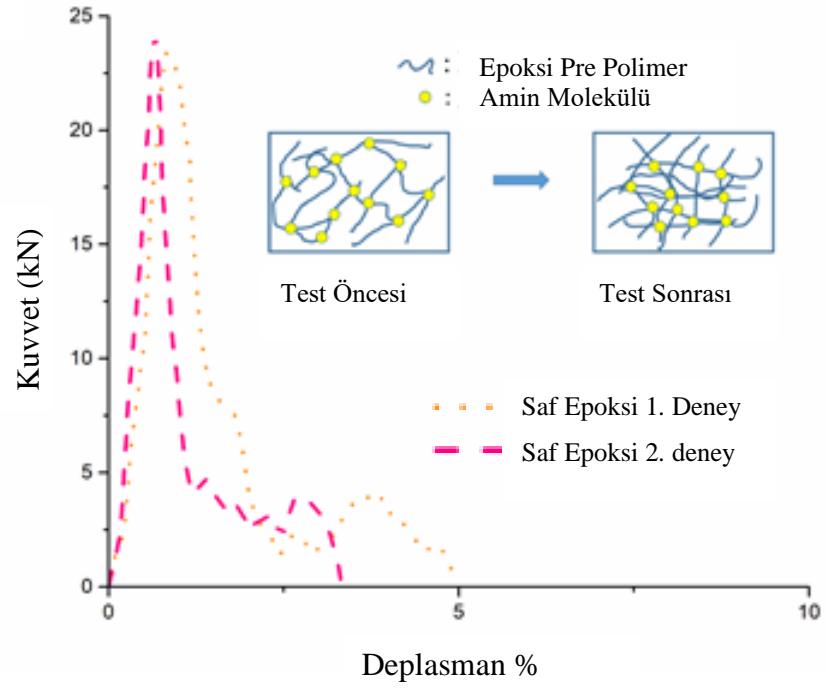 25
20
15
10
5
0
Kuvvet (kN)
: Epoksi Pre Polimer
: Amin Molekülü
Test Öncesi
Test Sonrası
Saf Epoksi 1. Deney
Saf Epoksi 2. deney
0
5
10
Deplasman %